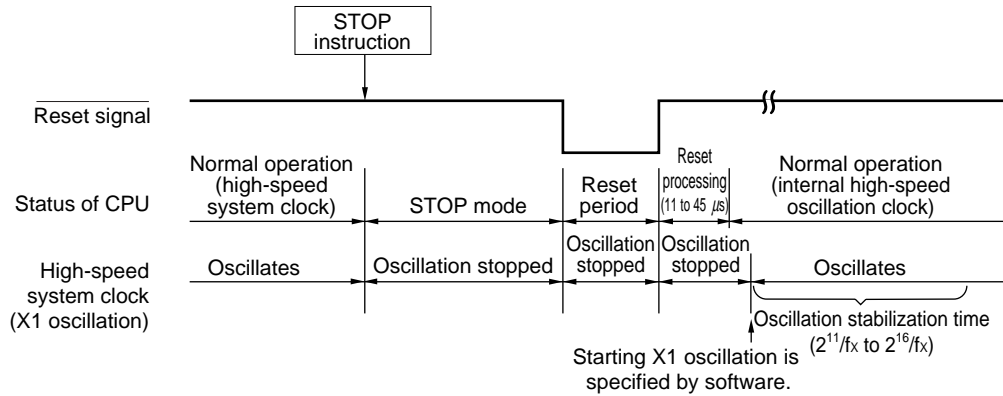 STOP
instruction
Reset signal
Normal operation
(high-speed
system clock)
STOP mode
Reset
period
Reset
processing
(11 to 45 μs)
Normal operation
(internal high-speed
oscillation clock)
Status of CPU
High-speed
system clock
(X1 oscillation)
Oscillates
Oscillation stopped
Oscillation
stopped
Oscillation
stopped
Oscillates
Oscillation stabilization time
(2¹¹/fx to 2¹⁶/fx)
Starting X1 oscillation is
specified by software.